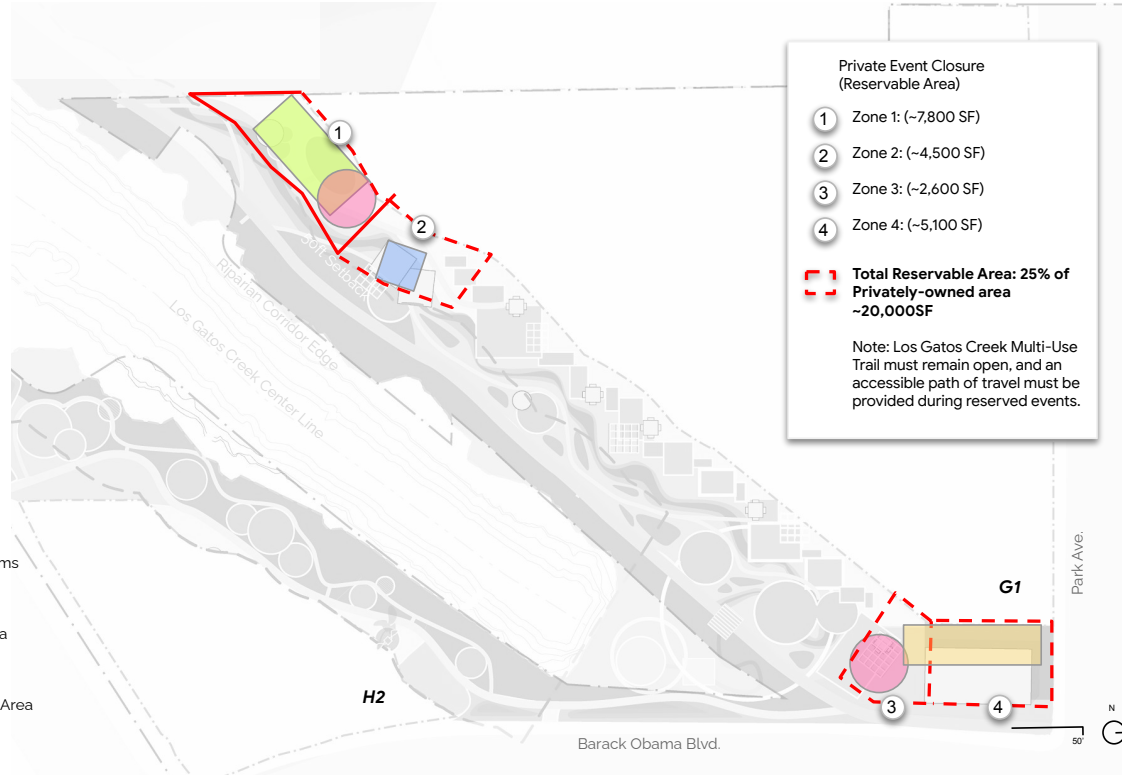 Private Event Closure
(Reservable Area)
1 Zone 1: (~7,800 SF)
2 Zone 2: (~4,500 SF)
3 Zone 3: (~2,600 SF)
4 Zone 4: (~5,100 SF)
Total Reservable Area: 25% of
Privately-owned area
~20,000SF
Note: Los Gatos Creek Multi-Use
Trail must remain open, and an
accessible path of travel must be
provided during reserved events.
1
2
Soft Setback
Riparian Corridor Edge
Los Gatos Creek Center Line
ms
a
Area
H2
G1
Park Ave.
3
4
Barack Obama Blvd.
50'
N